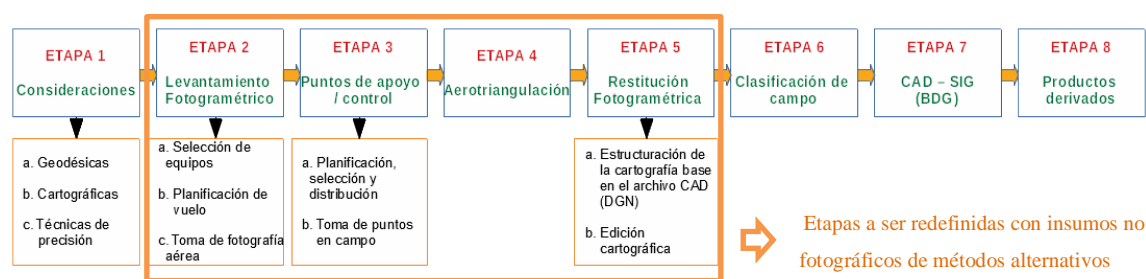 ETAPA 1
Consideraciones
ETAPA 2
Levantamiento
Fotogramétrico
ETAPA 3
Puntos de apoyo
/ control
ETAPA 4
Aerotriangulación
ETAPA 5
Restitución
Fotogramétrica
ETAPA 6
Clasificación de
campo
ETAPA 7
CAD – SIG
(BDG)
ETAPA 8
Productos
derivados
a. Geodésicas
b. Cartográficas
c. Técnicas de
precisión
a. Selección de
equipos
b. Planificación de
vuelo
c. Toma de fotografía
aérea
a. Planificación,
selección y
distribución
b. Toma de puntos
en campo
a. Estructuración de
la cartografía base
en el archivo CAD
(DGN)
b. Edición
cartográfica
Etapas a ser redefinidas con insumos no
fotográficos de métodos alternativos